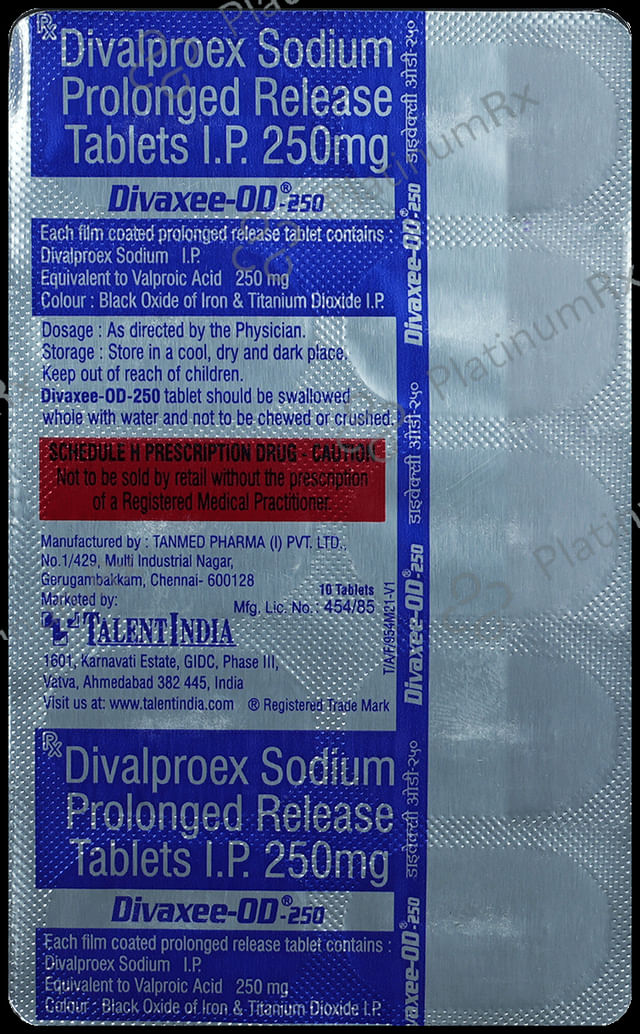 Rx
Divalproex Sodium
Prolonged Release
Tablets I.P. 250mg
Divaxee-OD®-250
Each film coated prolonged release tablet contains :
Divalproex Sodium I.P.
Equivalent to Valproic Acid 250 mg
Colour : Black Oxide of Iron & Titanium Dioxide I.P.
Dosage : As directed by the Physician.
Storage : Store in a cool, dry and dark place.
Keep out of reach of children.
Divaxee-OD-250 tablet should be swallowed
whole with water and not to be chewed or crushed.
SCHEDULE H PRESCRIPTION DRUG - CAUTION
Not to be sold by retail without the prescription
of a Registered Medical Practitioner.
Manufactured by : TANMED PHARMA (I) PVT. LTD.,
No.1/429, Multi Industrial Nagar,
Gerugambakkam, Chennai- 600128
10 Tablets
Marketed by:
Mfg. Lic. No.: 454/85
TALENTINDIA
1601, Karnavati Estate, GIDC, Phase III,
Vatva, Ahmedabad 382 445, India
Visit us at: www.talentindia.com ® Registered Trade Mark
T/A/F/954M21-V1
Rx
Divalproex Sodium
Prolonged Release
Tablets I.P. 250mg
Divaxee-OD®-250
Each film coated prolonged release tablet contains :
Divalproex Sodium I.P.
Equivalent to Valproic Acid 250 mg
Colour : Black Oxide of Iron & Titanium Dioxide I.P.
डाइवेक्सी ओडी-२५०
Divaxee-OD®-250
डाइवेक्सी ओडी-२५०
Divaxee-OD®-250
डाइवेक्सी ओडी-२५०
vaxee-OD®-250
PlatinumRx
PlatinumRx
Platinu